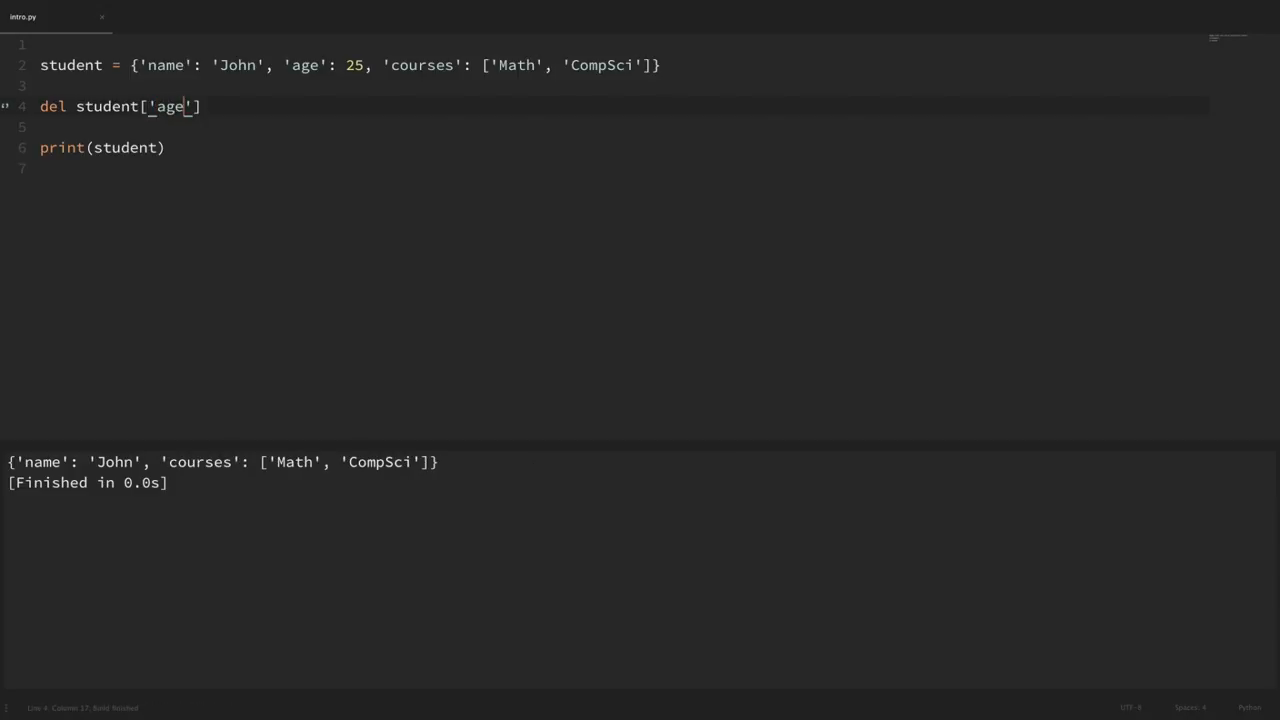 intro.py ×
1
2 student = {'name': 'John', 'age': 25, 'courses': ['Math', 'CompSci']}
3
4 del student['age']
5
6 print(student)
7
{'name': 'John', 'courses': ['Math', 'CompSci']}
[Finished in 0.0s]
Line 4, Column 17; Build finished UTF-8 Spaces: 4 Python